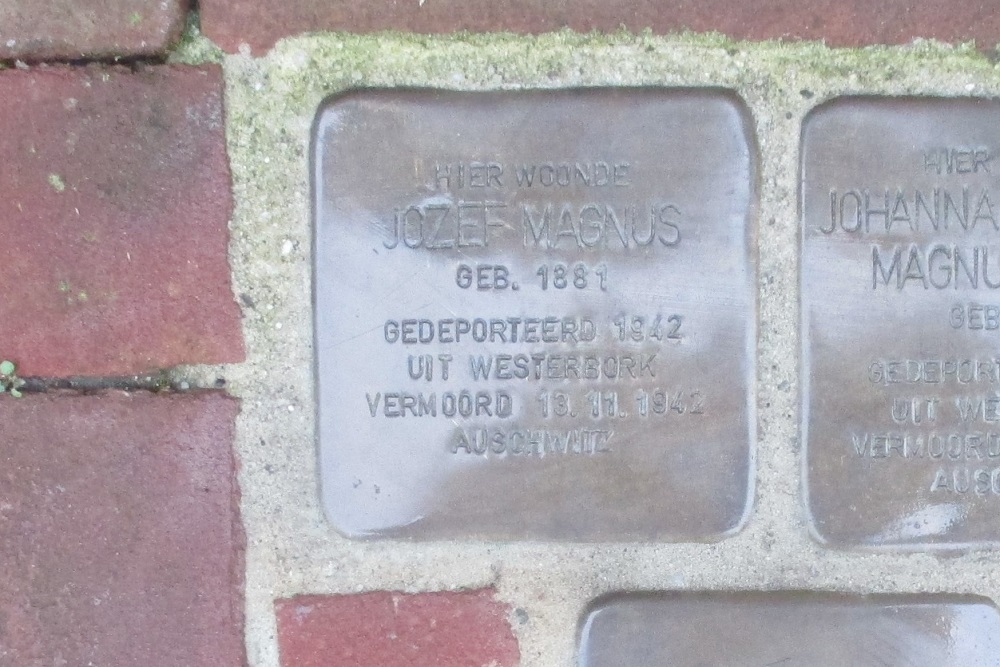 HIER WOONDE
JOZEF MAGNUS
GEB. 1881
GEDEPORTEERD 1942
UIT WESTERBORK
VERMOORD 13.11.1942
AUSCHWITZ
HIER
JOHANNA
MAGNU
GEB
GEDEPORT
UIT WE
VERMOORD
AUSC